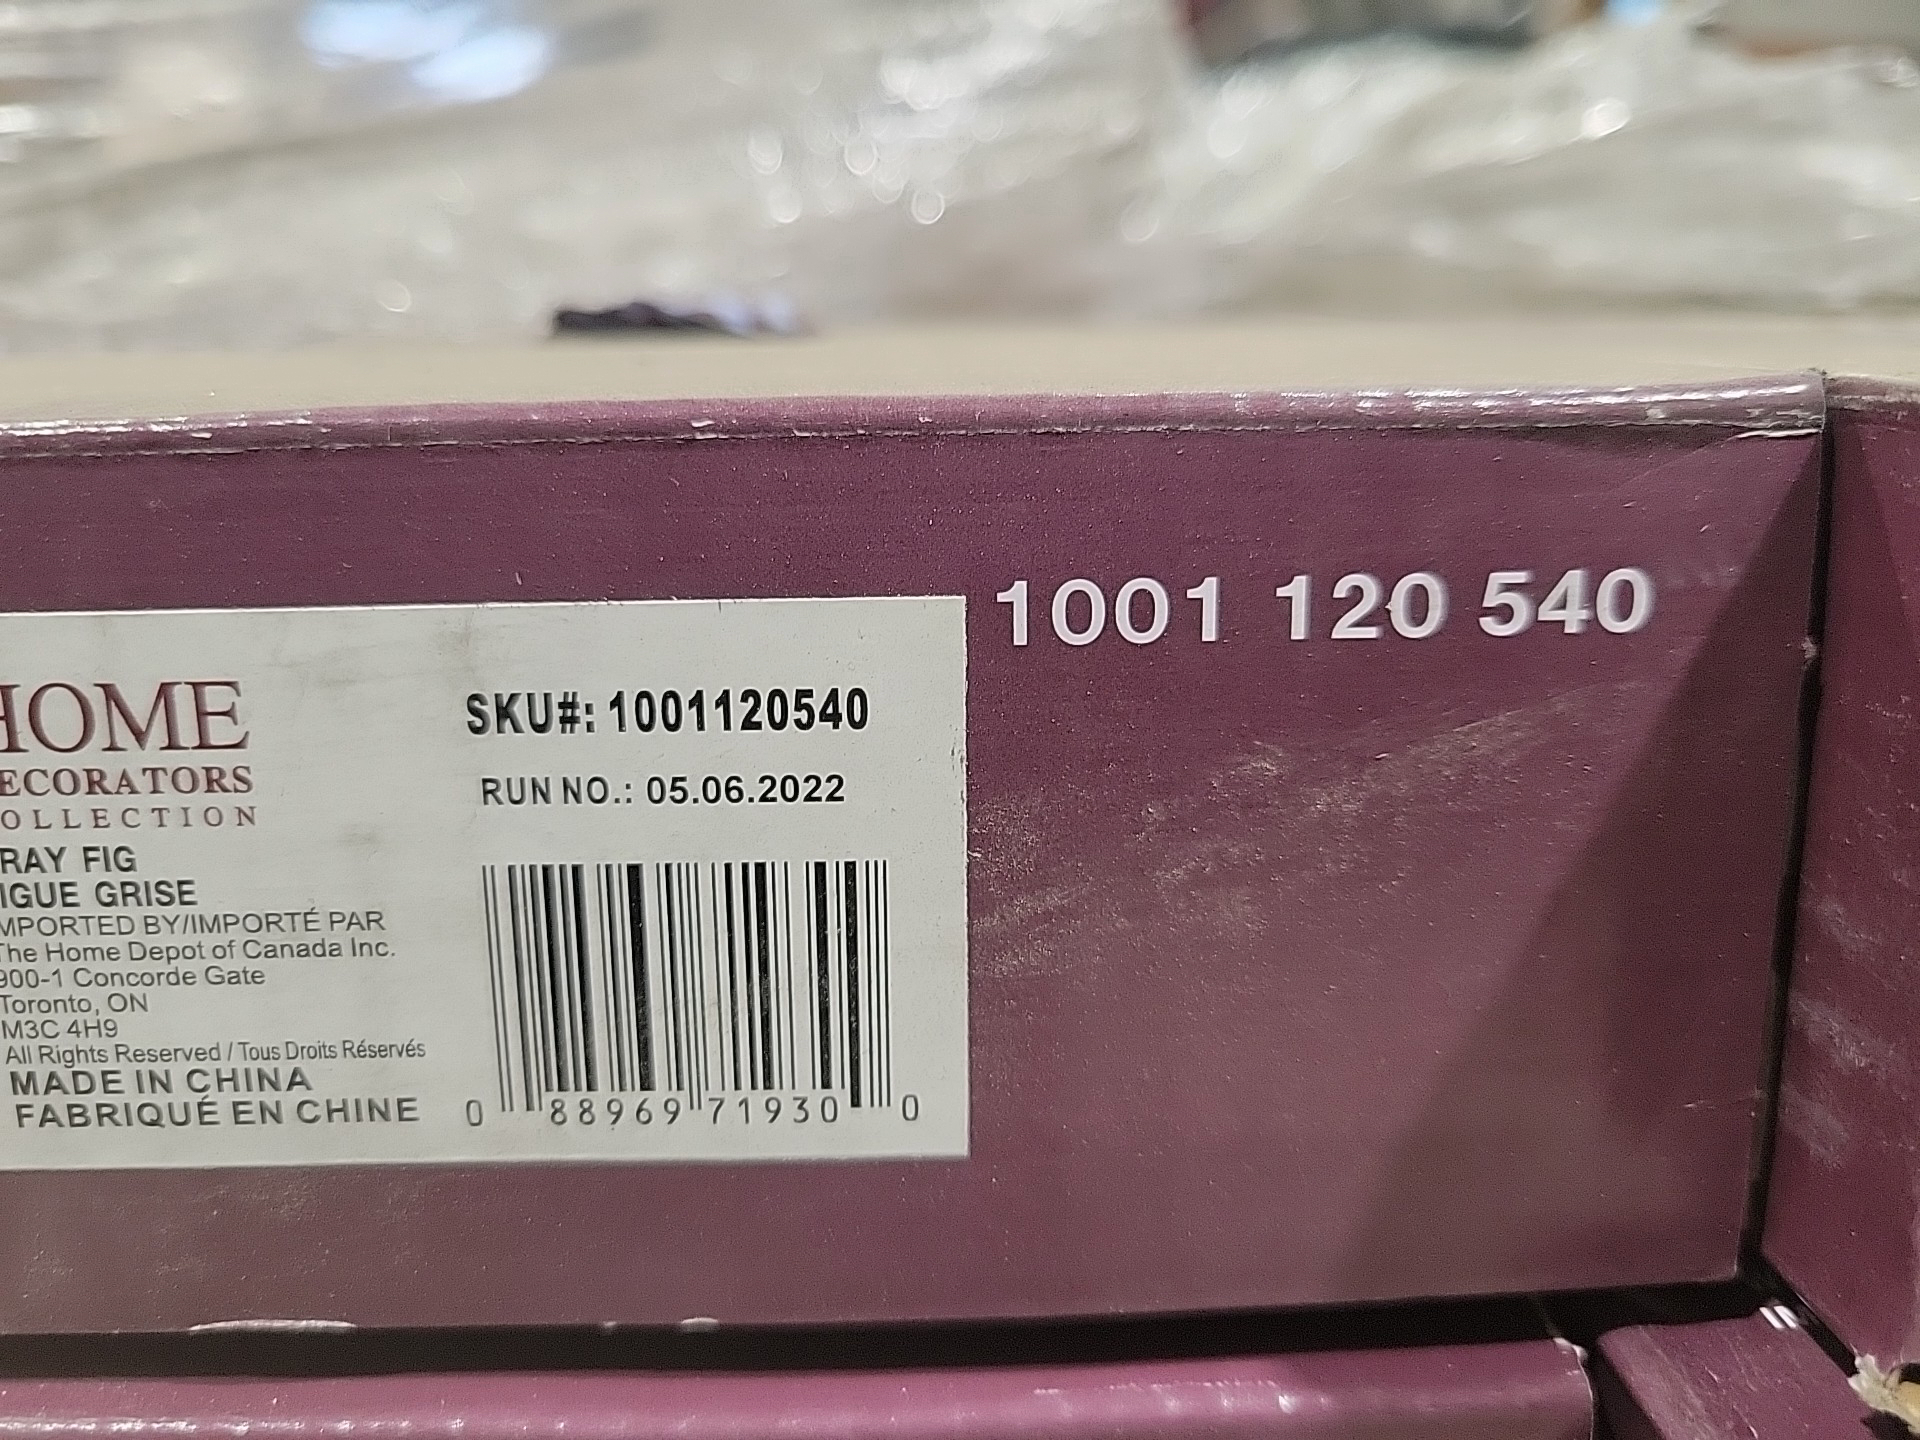 1001 120 540
HOME
ECORATORS
OLLECTION
RAY FIG
IGUE GRISE
MPORTED BY/IMPORTÉ PAR
The Home Depot of Canada Inc.
900-1 Concorde Gate
Toronto, ON
M3C 4H9
All Rights Reserved / Tous Droits Réservés
MADE IN CHINA
FABRIQUÉ EN CHINE
SKU#: 1001120540
RUN NO.: 05.06.2022
0 88969 71930 0